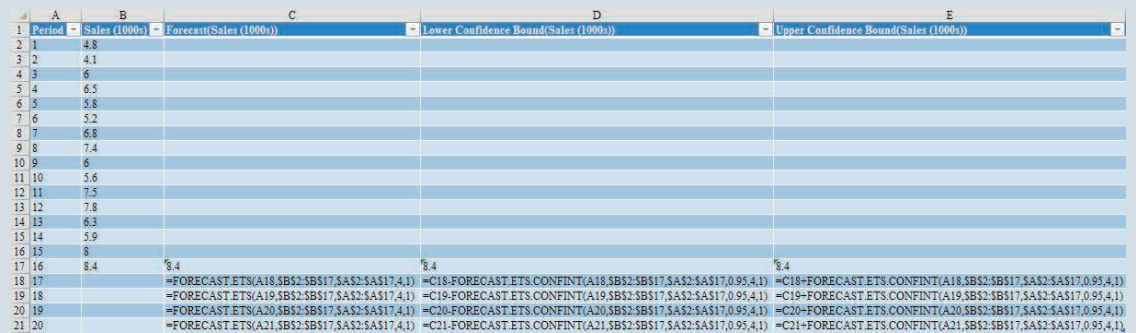 A B C D E
1 Period Sales (1000s) Forecast(Sales (1000s)) Lower Confidence Bound(Sales (1000s)) Upper Confidence Bound(Sales (1000s))
2 1 4.8
3 2 4.1
4 3 6
5 4 6.5
6 5 5.8
7 6 5.2
8 7 6.8
9 8 7.4
10 9 6
11 10 5.6
12 11 7.5
13 12 7.8
14 13 6.3
15 14 5.9
16 15 8
17 16 8.4 8.4 8.4 8.4
18 17 =FORECAST.ETS(A18,$B$2:$B$17,$A$2:$A$17,4,1) =C18-FORECAST.ETS.CONFINT(A18,$B$2:$B$17,$A$2:$A$17,0.95,4,1) =C18+FORECAST.ETS.CONFINT(A18,$B$2:$B$17,$A$2:$A$17,0.95,4,1)
19 18 =FORECAST.ETS(A19,$B$2:$B$17,$A$2:$A$17,4,1) =C19-FORECAST.ETS.CONFINT(A19,$B$2:$B$17,$A$2:$A$17,0.95,4,1) =C19+FORECAST.ETS.CONFINT(A19,$B$2:$B$17,$A$2:$A$17,0.95,4,1)
20 19 =FORECAST.ETS(A20,$B$2:$B$17,$A$2:$A$17,4,1) =C20-FORECAST.ETS.CONFINT(A20,$B$2:$B$17,$A$2:$A$17,0.95,4,1) =C20+FORECAST.ETS.CONFINT(A20,$B$2:$B$17,$A$2:$A$17,0.95,4,1)
21 20 =FORECAST.ETS(A21,$B$2:$B$17,$A$2:$A$17,4,1) =C21-FORECAST.ETS.CONFINT(A21,$B$2:$B$17,$A$2:$A$17,0.95,4,1) =C21+FORECAST.ETS.CONFINT(A21,$B$2:$B$17,$A$2:$A$17,0.95,4,1)